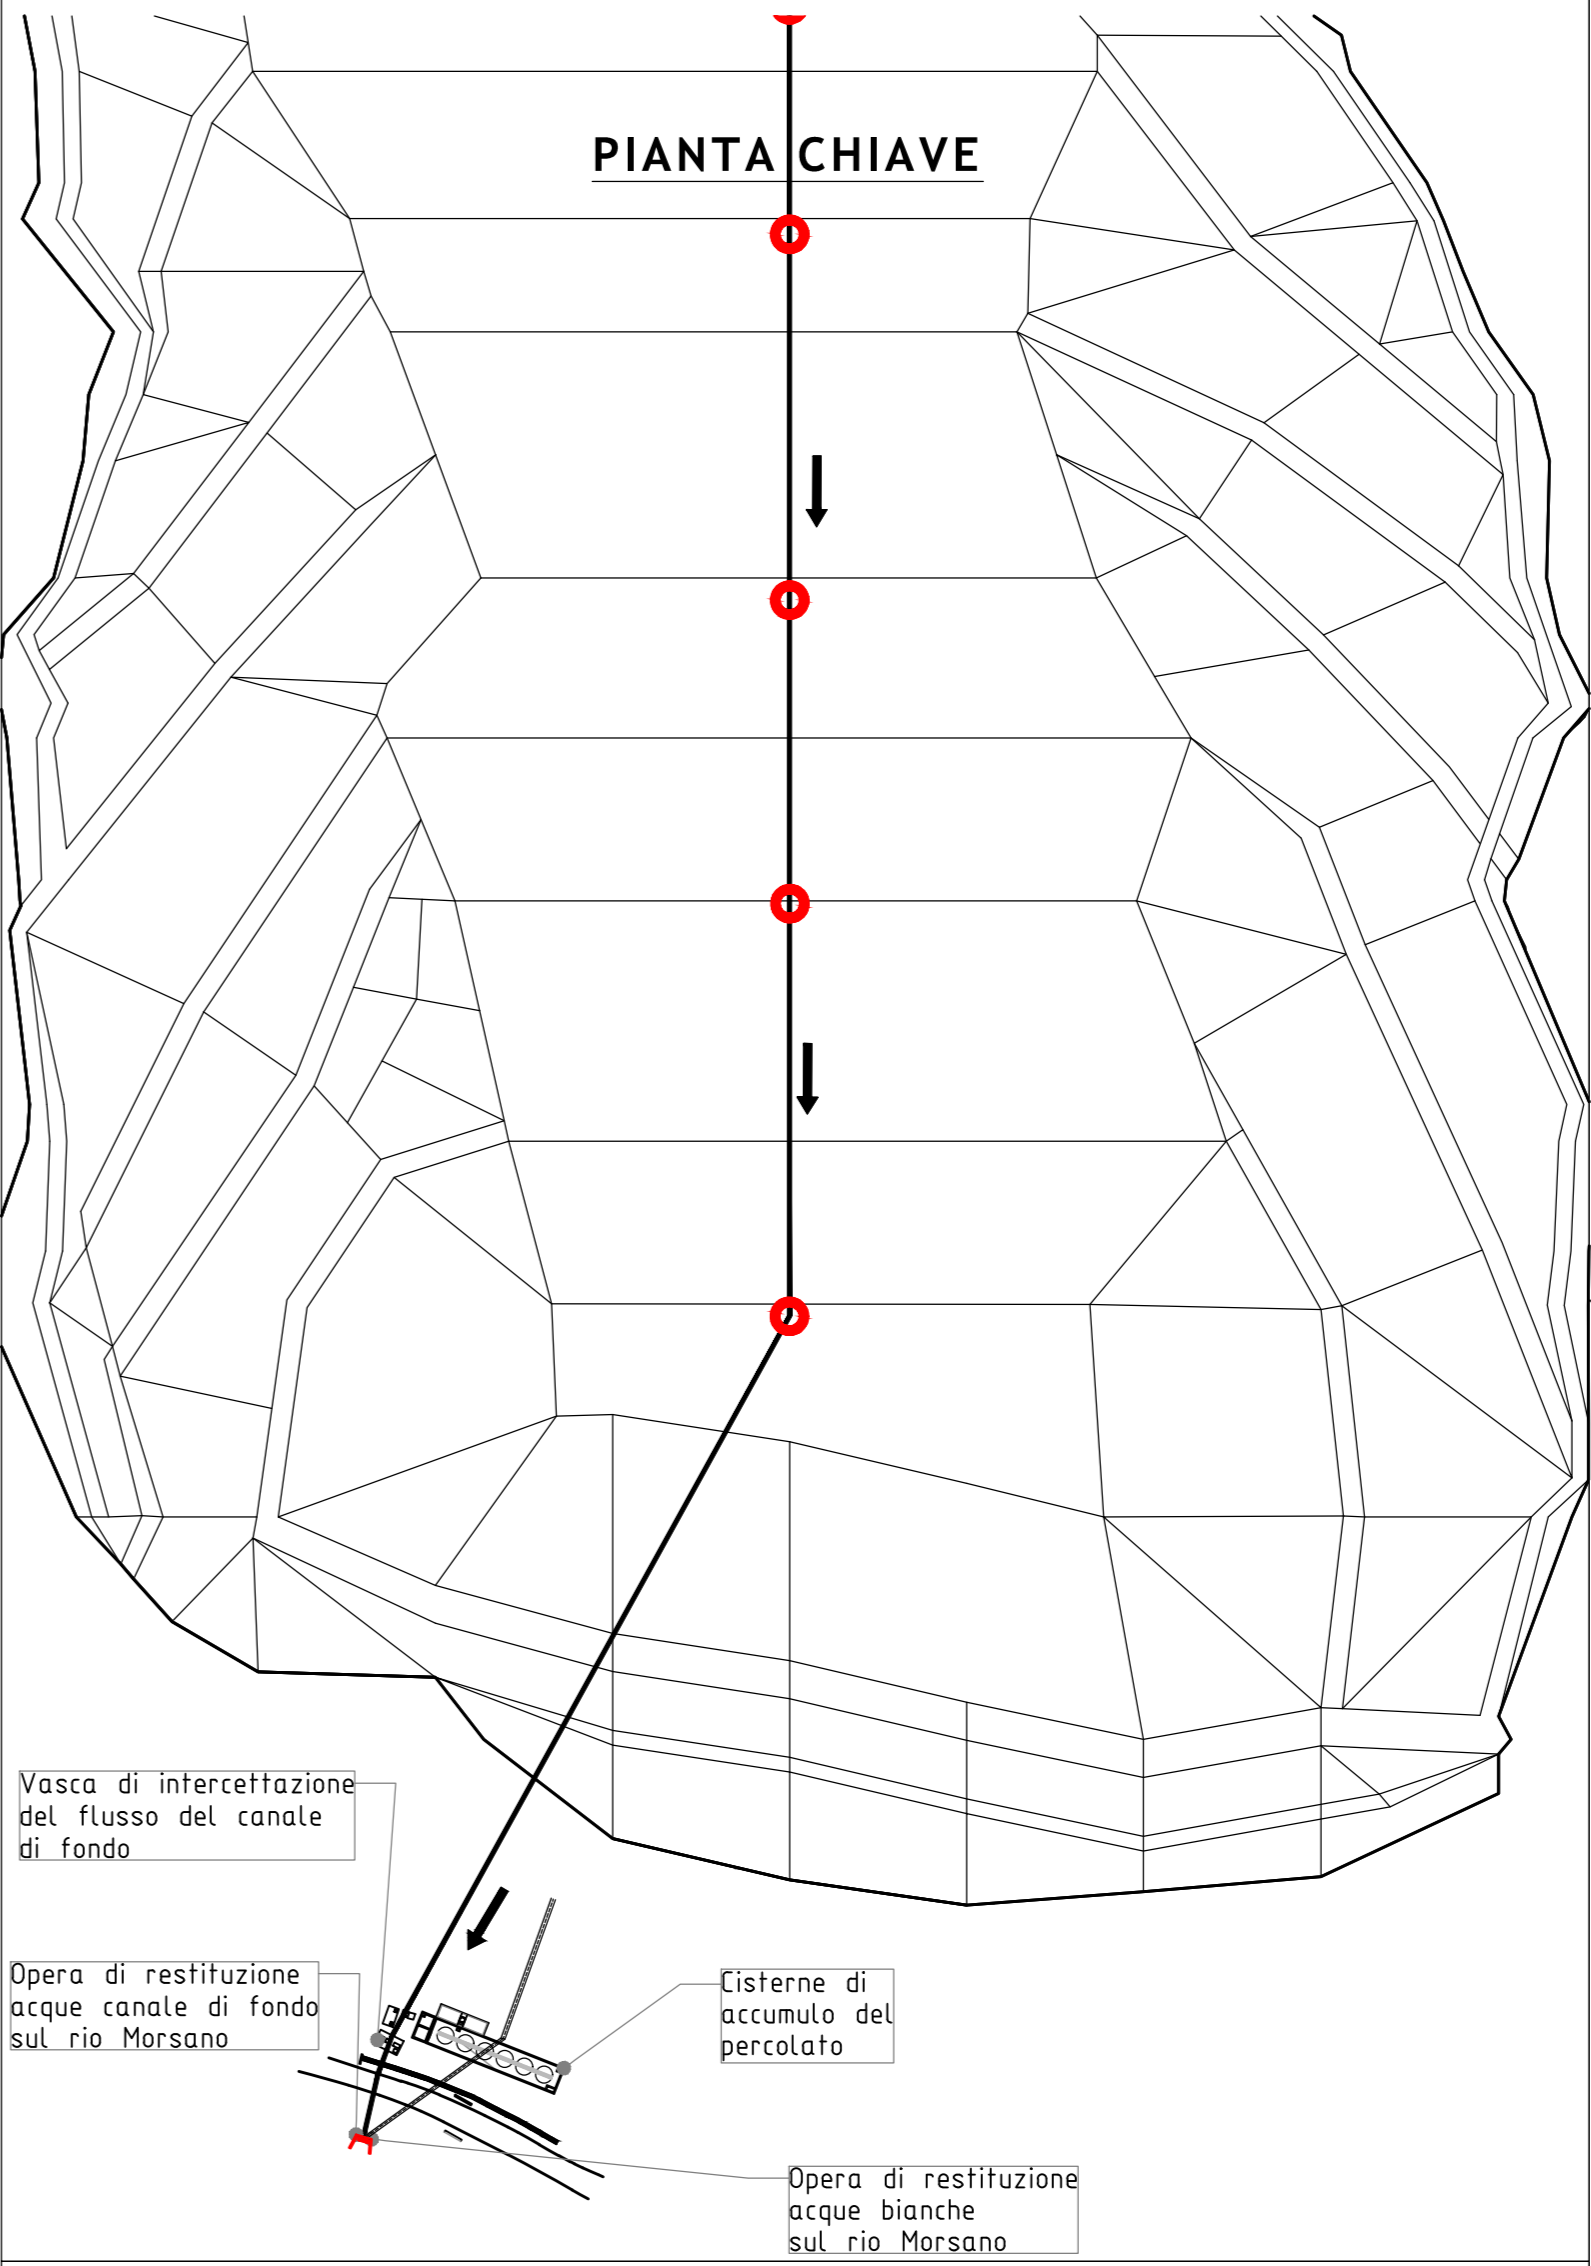 PIANTA CHIAVE
Vasca di intercettazione
del flusso del canale
di fondo
Opera di restituzione
acque canale di fondo
sul rio Morsano
Cisterne di
accumulo del
percolato
Opera di restituzione
acque bianche
sul rio Morsano